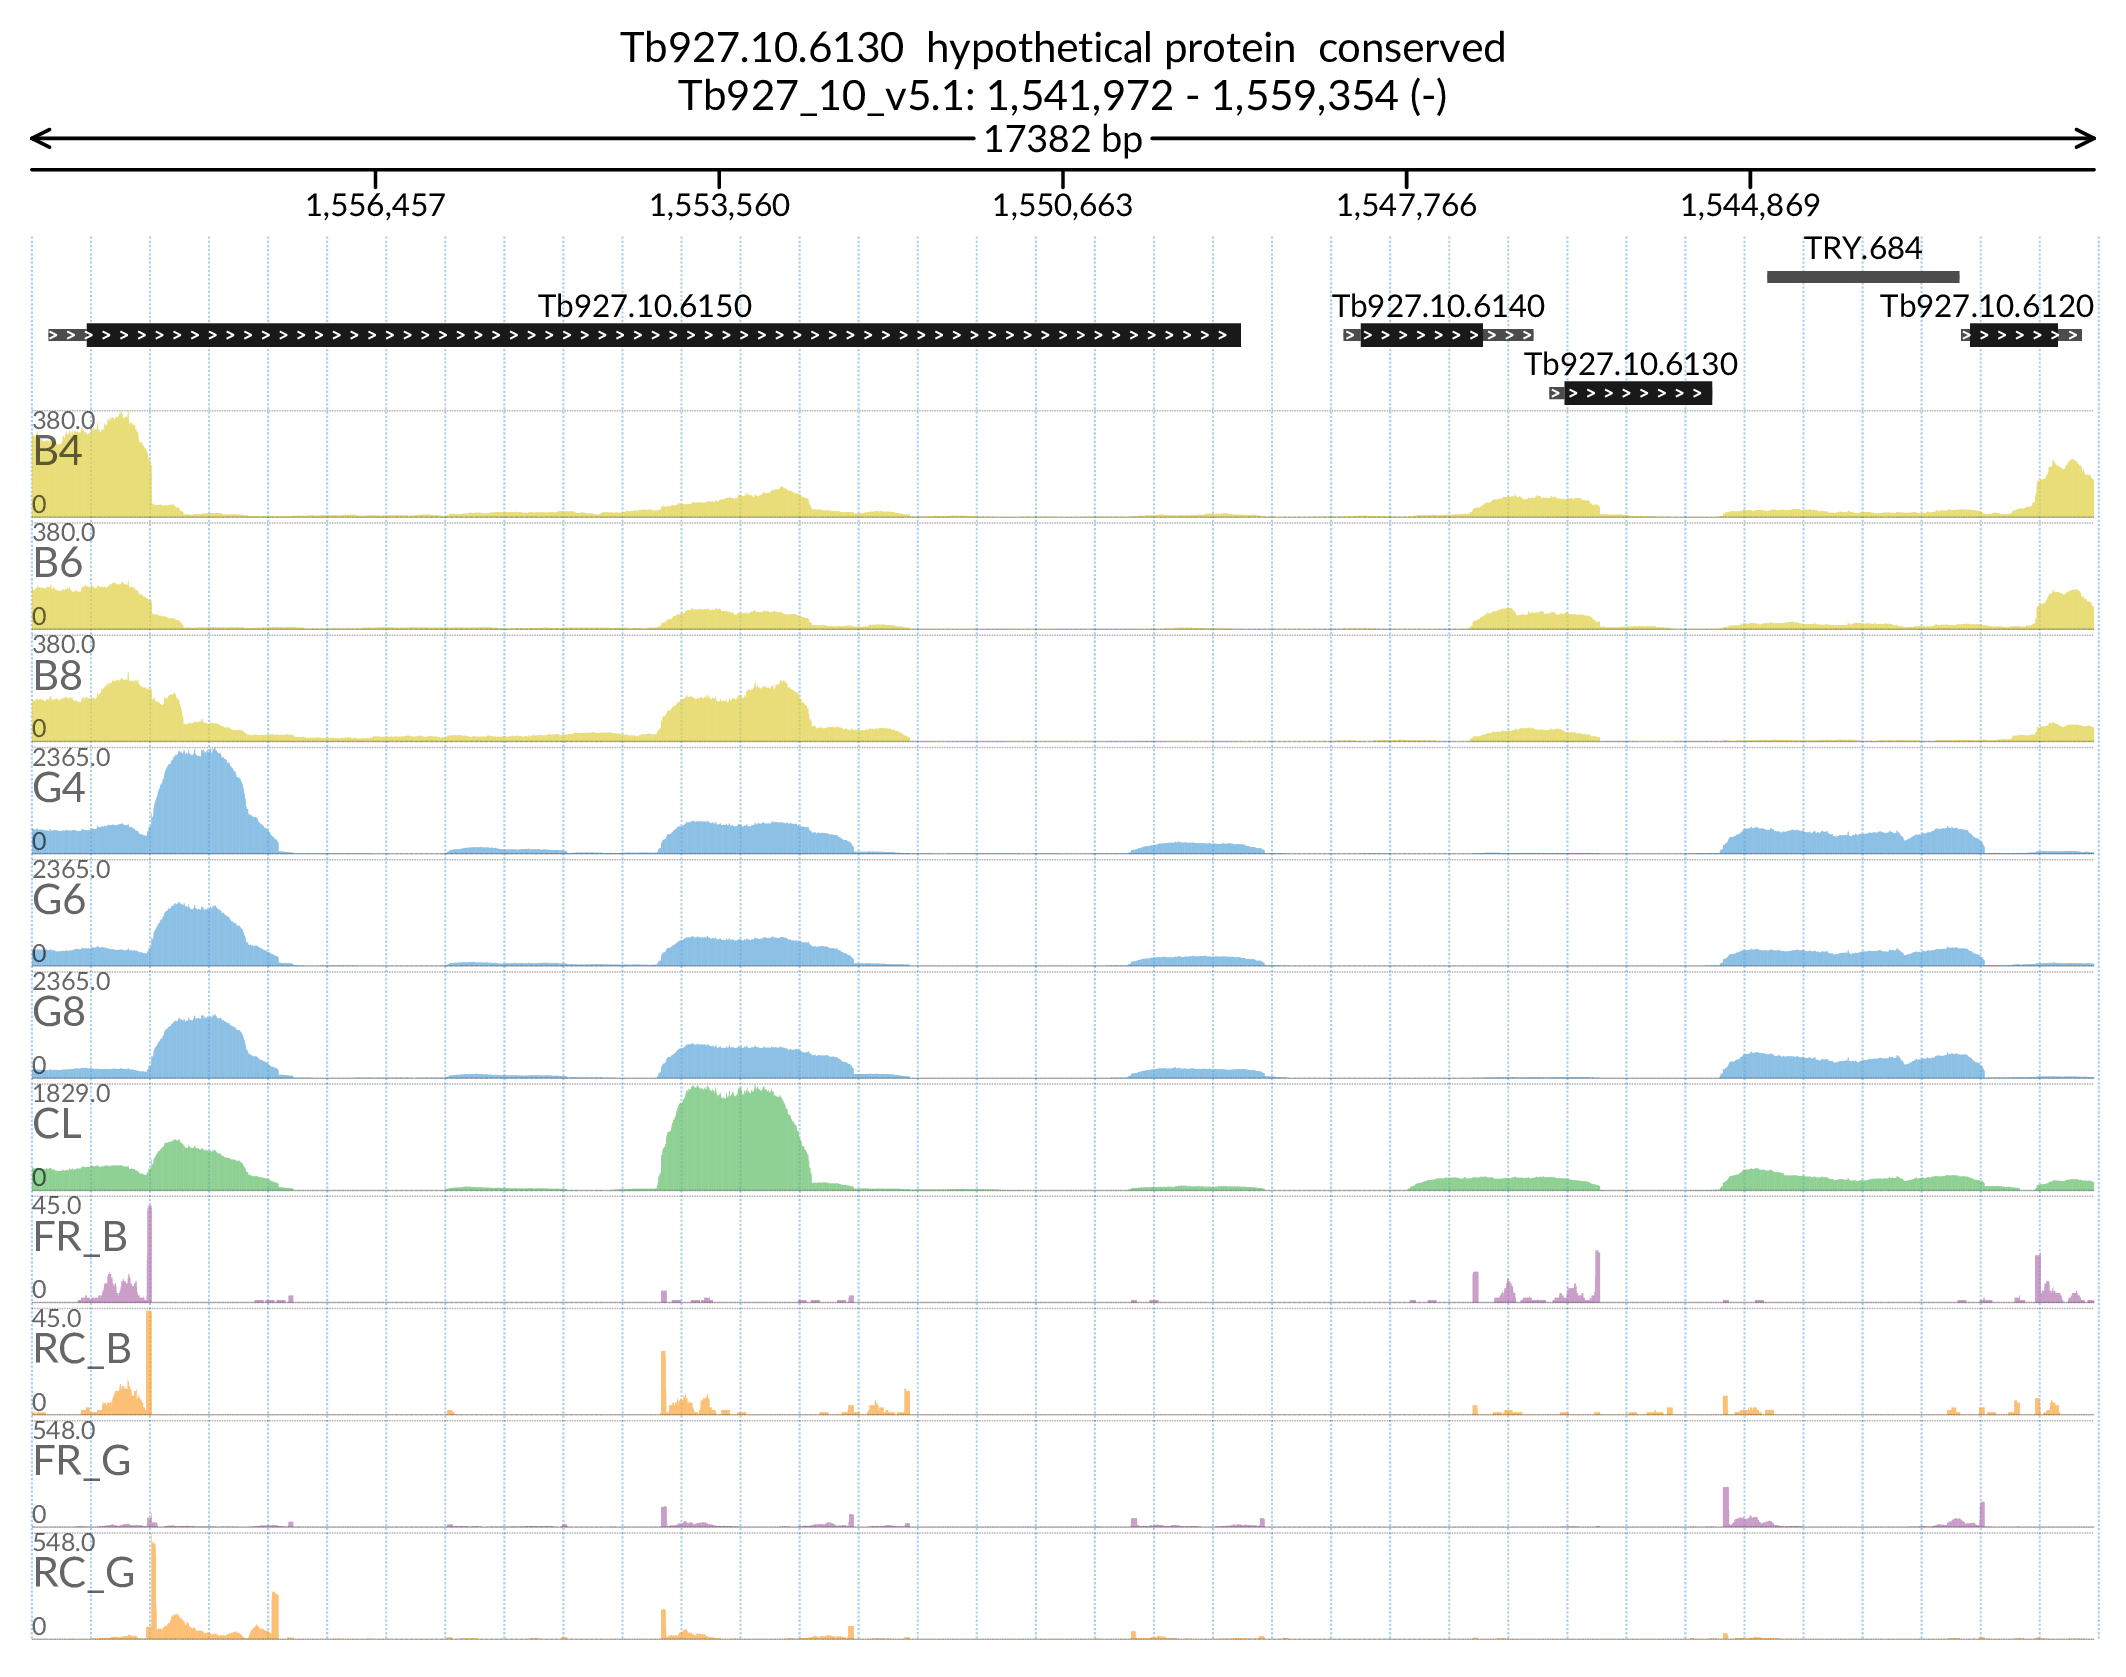 Tb927.10.6130 hypothetical protein conserved
Tb927_10_v5.1: 1,541,972 - 1,559,354 (-)
17382 bp
1,556,457 1,553,560 1,550,663 1,547,766 1,544,869
TRY.684
Tb927.10.6150 Tb927.10.6140 Tb927.10.6120
Tb927.10.6130
380.0
B4
0
380.0
B6
0
380.0
B8
0
2365.0
G4
0
2365.0
G6
0
2365.0
G8
0
1829.0
CL
0
45.0
FR_B
0
45.0
RC_B
0
548.0
FR_G
0
548.0
RC_G
0